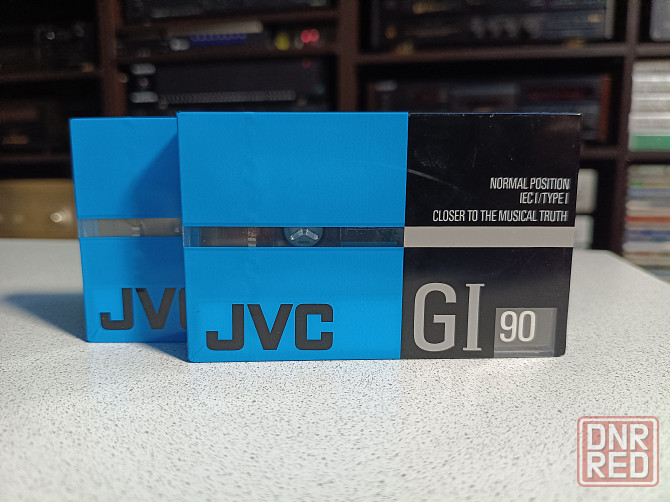 NORMAL POSITION
IEC I/TYPE I
CLOSER TO THE MUSICAL TRUTH
JVC
JVC
GI 90
DNR
RED